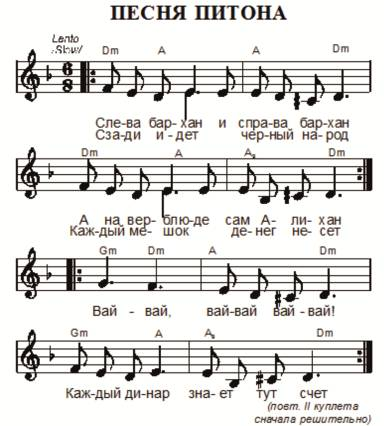 ПЕСНЯ ПИТОНА
Lento
/Slow/
6
8
Dm A A Dm
Сле-ва бар-хан и спра-ва бар-хан
Сза-ди и-дет чер-ный на-род
Dm A A₆ Dm
А на вер-блю-де сам А-ли-хан
Каж-дый ме-шок де-нег не-сет
Gm Dm A Dm
Вай - вай, вай-вай вай-вай!
Gm A A₆ Dm
Каж-дый ди-нар зна-ет тут счет
(повт. II куплета
сначала решительно)